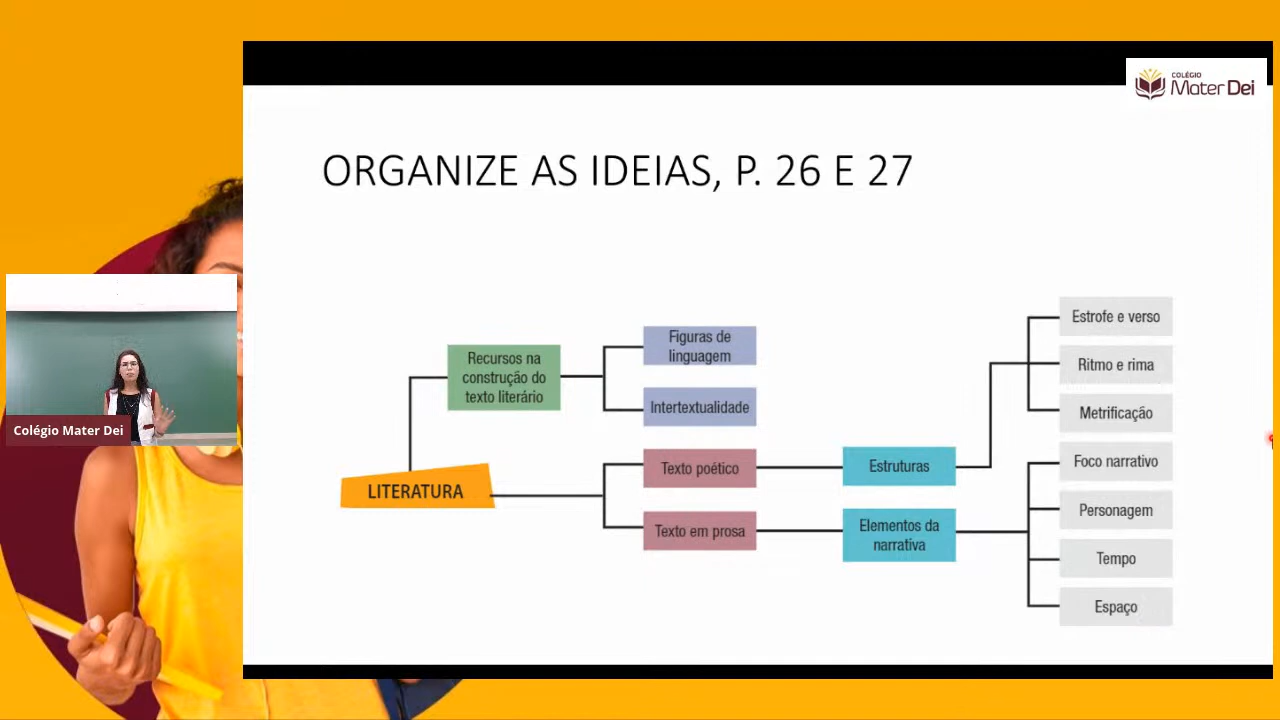 COLÉGIO
Mater Dei
ORGANIZE AS IDEIAS, P. 26 E 27
Colégio Mater Dei
LITERATURA
Recursos na
construção do
texto literário
Figuras de
linguagem
Intertextualidade
Texto poético
Texto em prosa
Estruturas
Elementos da
narrativa
Estrofe e verso
Ritmo e rima
Metrificação
Foco narrativo
Personagem
Tempo
Espaço